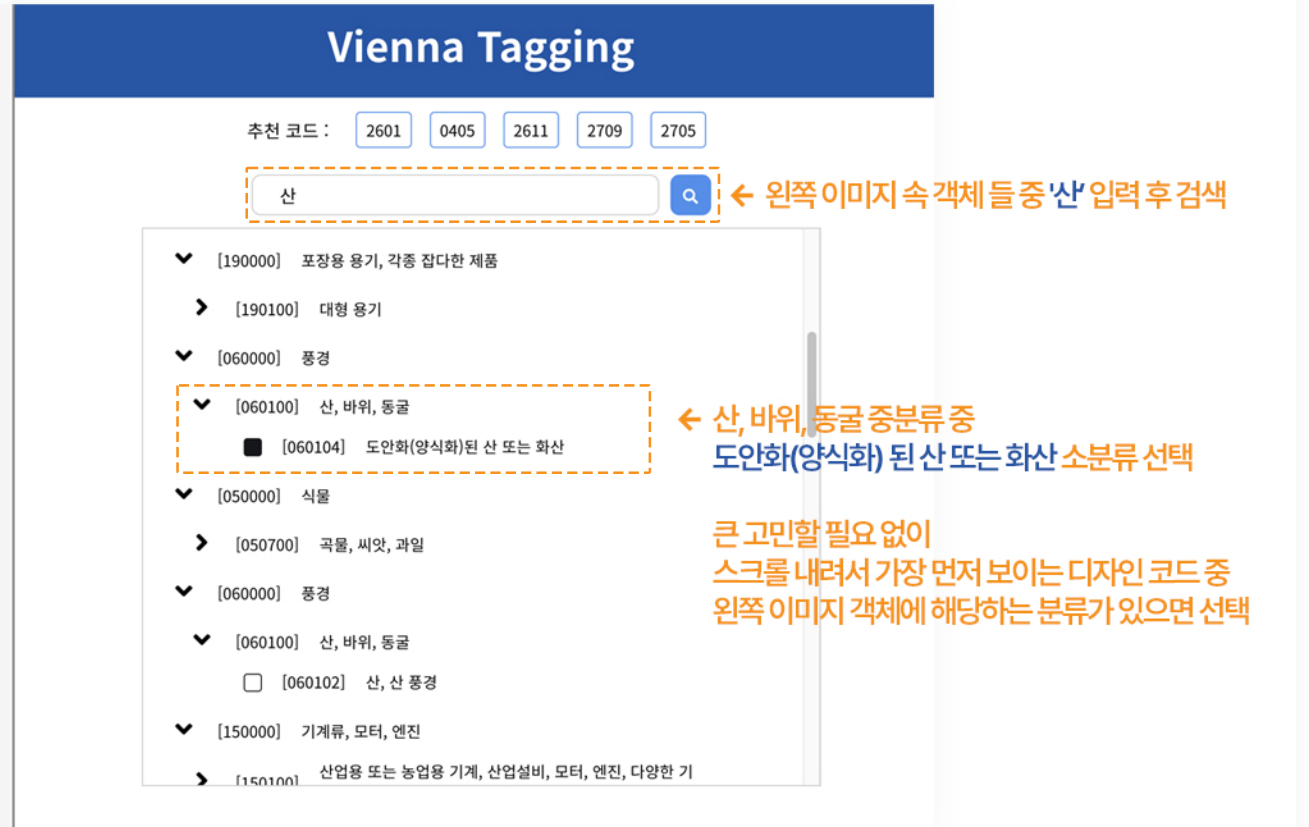 Vienna Tagging
추천 코드 : 2601 0405 2611 2709 2705
산
← 왼쪽 이미지 속 객체 들 중 '산' 입력 후 검색
[190000] 포장용 용기, 각종 잡다한 제품
[190100] 대형 용기
[060000] 풍경
[060100] 산, 바위, 동굴
← 산, 바위, 동굴 중분류 중
[060104] 도안화(양식화)된 산 또는 화산
도안화(양식화) 된 산 또는 화산 소분류 선택
[050000] 식물
큰 고민할 필요 없이
[050700] 곡물, 씨앗, 과일
스크롤 내려서 가장 먼저 보이는 디자인 코드 중
[060000] 풍경
왼쪽 이미지 객체에 해당하는 분류가 있으면 선택
[060100] 산, 바위, 동굴
[060102] 산, 산 풍경
[150000] 기계류, 모터, 엔진
[150100] 산업용 또는 농업용 기계, 산업설비, 모터, 엔진, 다양한 기